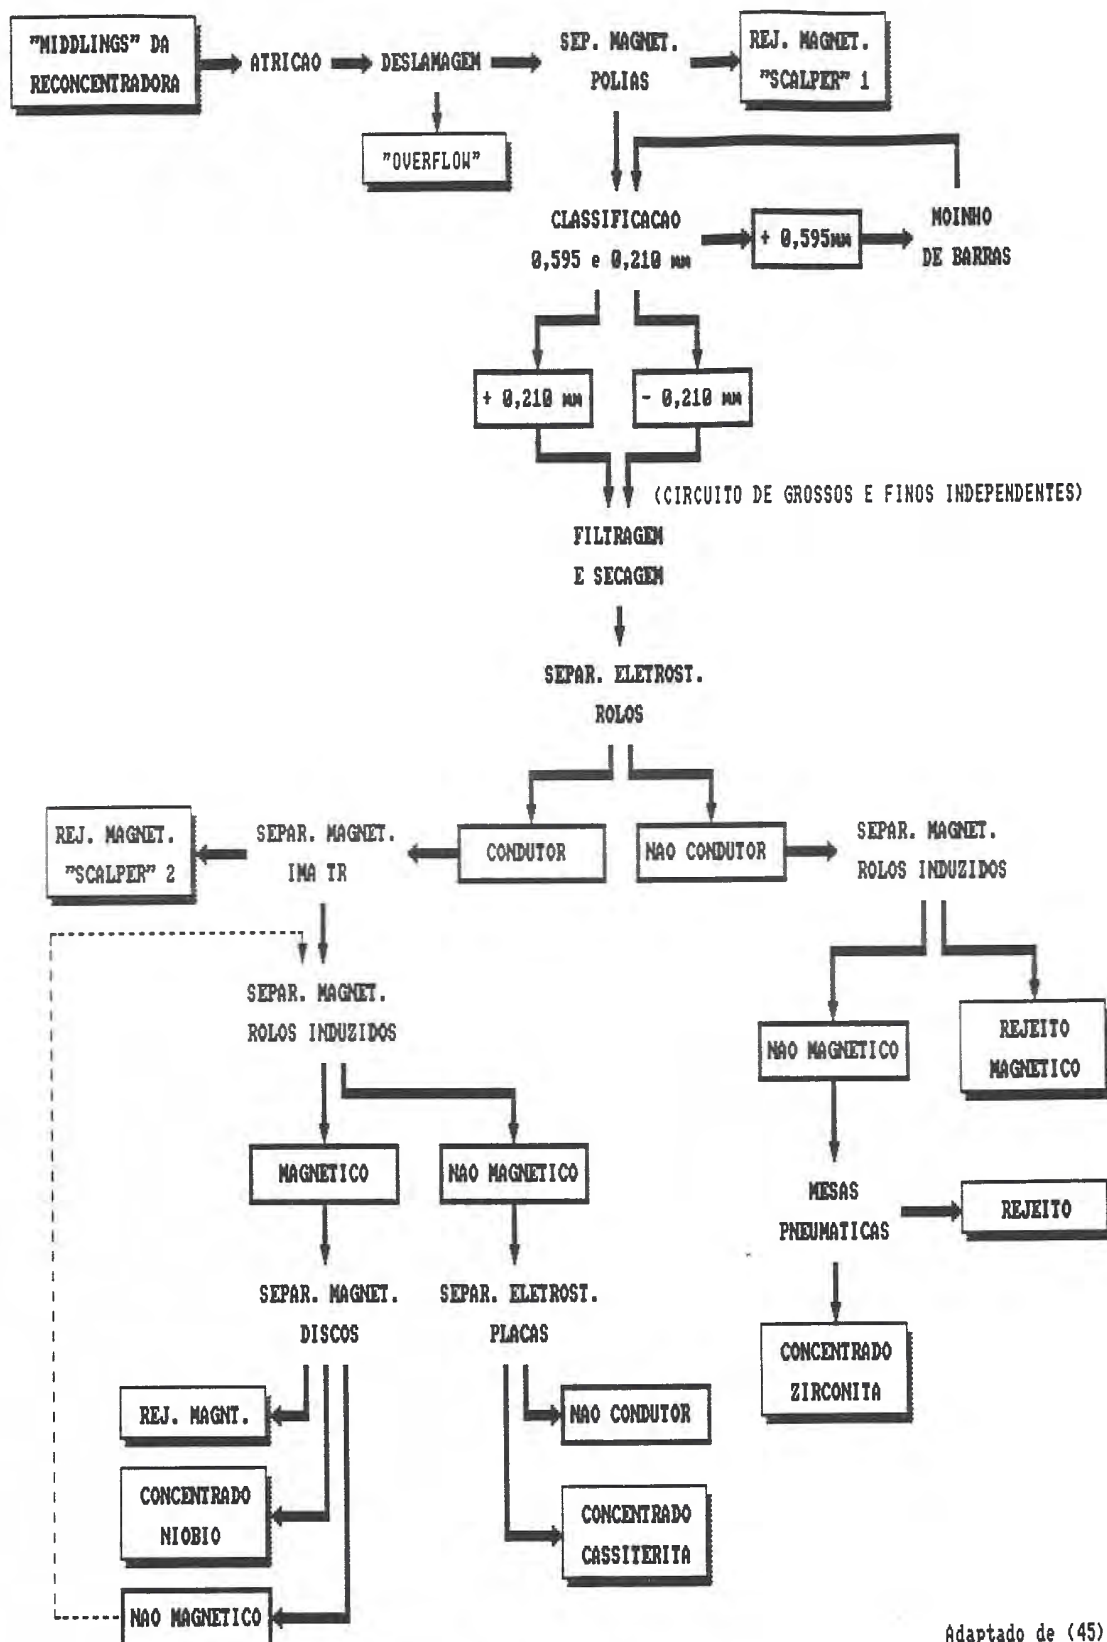 "MIDDLINGS" DA
RECONCENTRADORA
ATRICAO
DESLAMAGEM
SEP. MAGNET.
POLIAS
REJ. MAGNET.
"SCALPER" 1
"OVERFLOW"
CLASSIFICACAO
0,595 e 0,210 mm
+ 0,595mm
MOINHO
DE BARRAS
+ 0,210 mm
- 0,210 mm
(CIRCUITO DE GROSSOS E FINOS INDEPENDENTES)
FILTRAGEM
E SECAGEM
SEPAR. ELETROST.
ROLOS
REJ. MAGNET.
"SCALPER" 2
SEPAR. MAGNET.
IMA TR
CONDUTOR
NAO CONDUTOR
SEPAR. MAGNET.
ROLOS INDUZIDOS
SEPAR. MAGNET.
ROLOS INDUZIDOS
NAO MAGNETICO
REJEITO
MAGNETICO
MAGNETICO
NAO MAGNETICO
MESAS
PNEUMATICAS
REJEITO
SEPAR. MAGNET.
DISCOS
SEPAR. ELETROST.
PLACAS
CONCENTRADO
ZIRCONITA
REJ. MAGNT.
NAO CONDUTOR
CONCENTRADO
NIOBIO
CONCENTRADO
CASSITERITA
NAO MAGNETICO
Adaptado de (45)